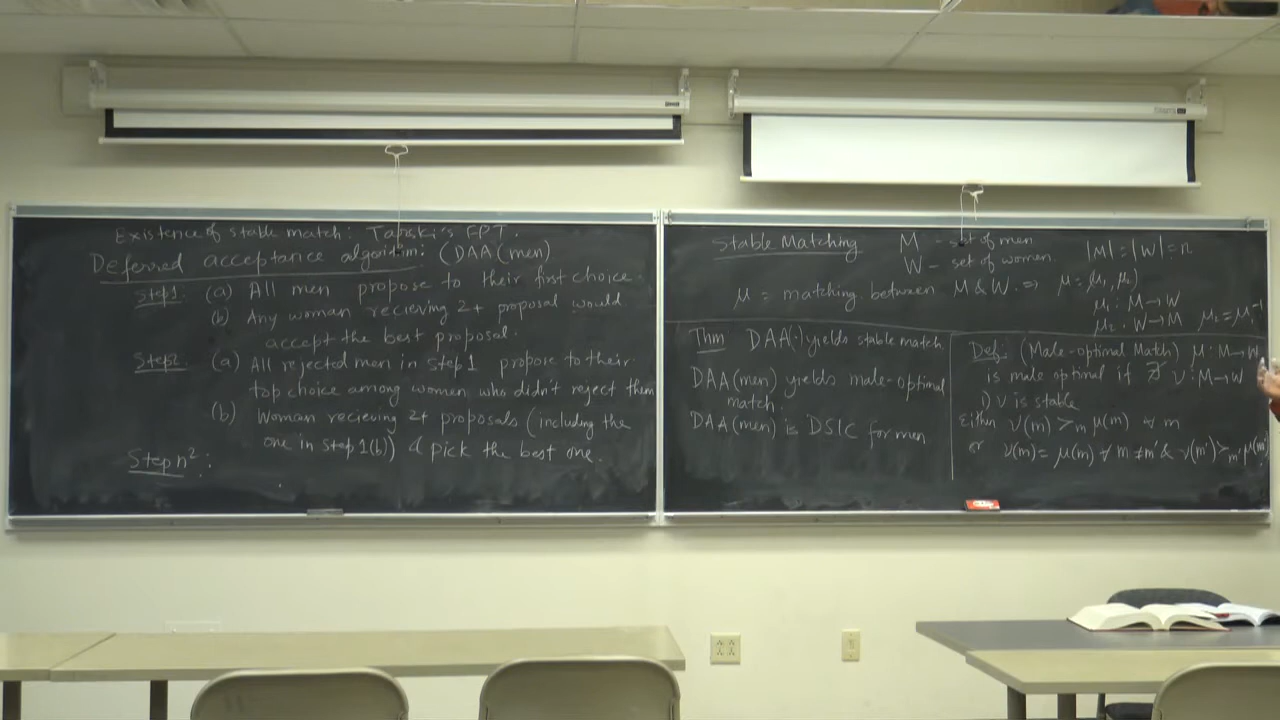 Existence of stable match: Tarski's FPT.
Deferred acceptance algorithm: (DAA(men)
Step1. (a) All men propose to their first choice.
(b) Any woman recieving 2+ proposal would
accept the best proposal.
Step2. (a) All rejected men in step 1 propose to their
top choice among women who didn't reject them
(b) Woman recieving 2+ proposals (including the
one in step 1(b)) & pick the best one.
Step n²:
Stable Matching
M - set of men
W - set of women
|M| = |W| = n
μ = matching between M & W ⇒ μ = (μ₁, μ₂)
μ₁ : M → W
μ₂ : W → M μ₂ = μ₁⁻¹
Thm DAA(·) yields stable match
DAA(men) yields male-optimal
match.
DAA(men) is DSIC for men
Def: (Male-optimal Match) μ : M → W
is male optimal if ∄ ν : M → W
i) ν is stable
Either ν(m) >ₘ μ(m) ∀ m
or ν(m) = μ(m) ∀ m ≠ m' & ν(m') >ₘ' μ(m')